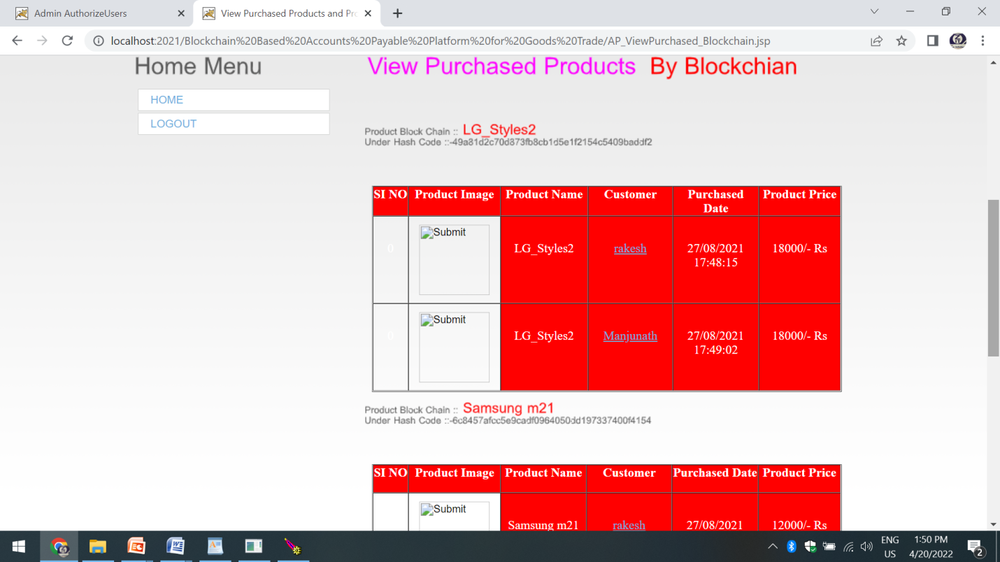 Admin AuthorizeUsers
View Purchased Products and Pro
localhost:2021/Blockchain%20Based%20Accounts%20Payable%20Platform%20for%20Goods%20Trade/AP_ViewPurchased_Blockchain.jsp
Home Menu
HOME
LOGOUT
View Purchased Products By Blockchian
Product Block Chain :: LG_Styles2
Under Hash Code ::-49a31d2c70d373fb8cb1d5e1f2154c5409baddf2
SI NO Product Image Product Name Customer Purchased Date Product Price
0 Submit LG_Styles2 rakesh 27/08/2021 17:48:15 18000/- Rs
0 Submit LG_Styles2 Manjunath 27/08/2021 17:49:02 18000/- Rs
Product Block Chain :: Samsung m21
Under Hash Code ::-6c8457afcc5e9cadf0964050dd197337400f4154
SI NO Product Image Product Name Customer Purchased Date Product Price
Submit Samsung m21 rakesh 27/08/2021 12000/- Rs
ENG
US
1:50 PM
4/20/2022
2